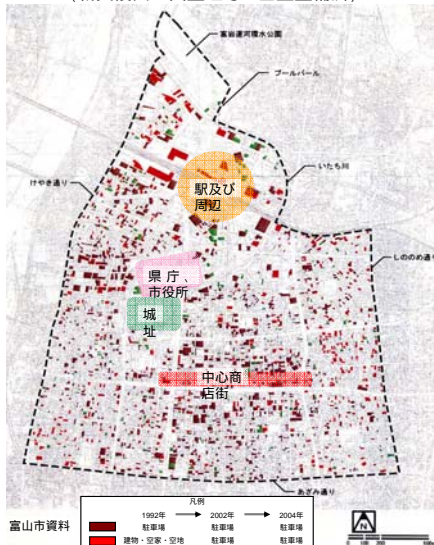 富岩運河環水公園
ブールバール
いたち川
けやき通り
駅及び
周辺
しののめ通り
県庁、
市役所
城
址
中心商
店街
あざみ通り
富山市資料
凡例
1992年 2002年 2004年
駐車場 駐車場 駐車場
建物・空家・空地 駐車場 駐車場